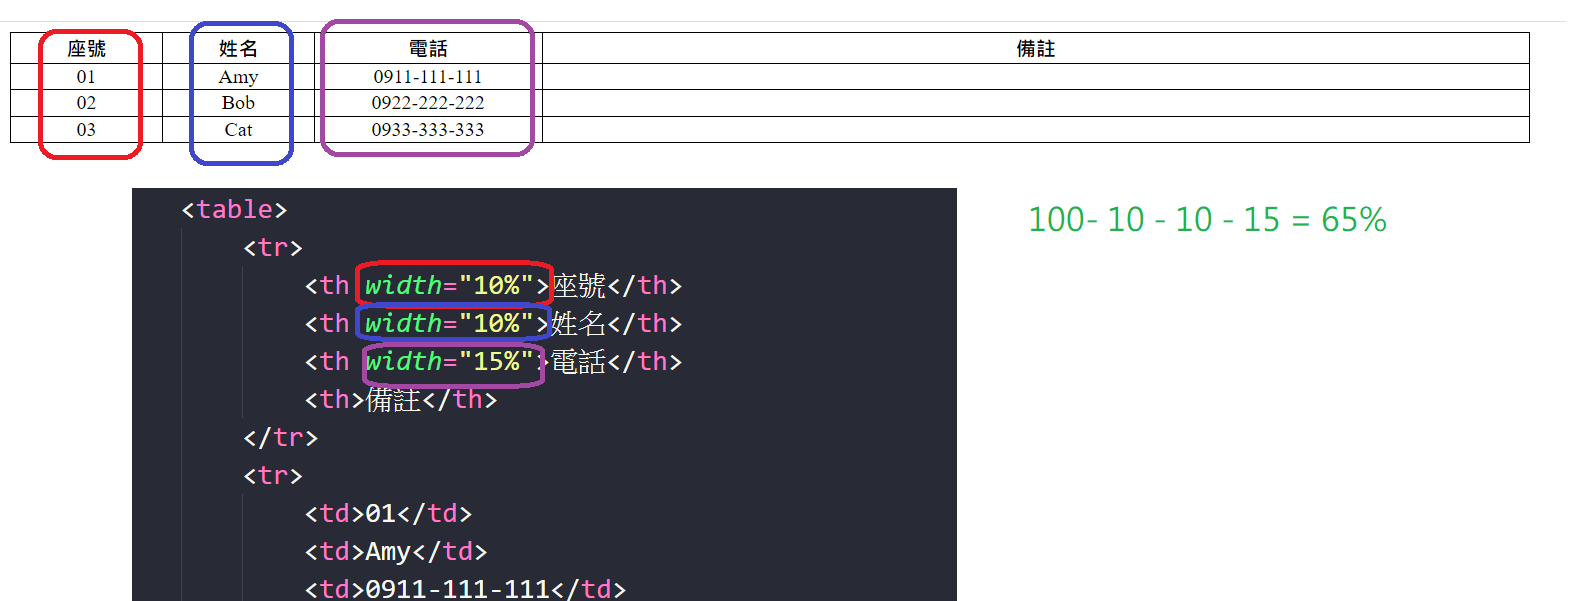 座號 姓名 電話 備註
01 Amy 0911-111-111
02 Bob 0922-222-222
03 Cat 0933-333-333
100- 10 - 10 - 15 = 65%
<table>
<tr>
<th width="10%">座號</th>
<th width="10%">姓名</th>
<th width="15%">電話</th>
<th>備註</th>
</tr>
<tr>
<td>01</td>
<td>Amy</td>
<td>0911-111-111</td>